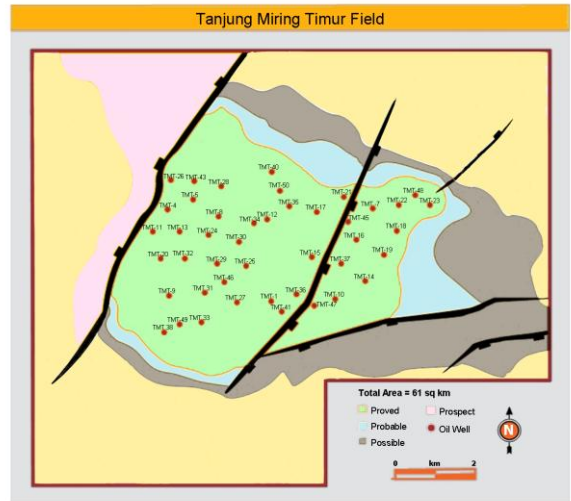 Tanjung Miring Timur Field
TMT-40
TMT-26
TMT-43
TMT-28
TMT-50
TMT-48
TMT-5
TMT-21
TMT-4
TMT-35
TMT-7
TMT-22
TMT-23
TMT-8
TMT-12
TMT-17
TMT-34
TMT-45
TMT-11
TMT-13
TMT-24
TMT-18
TMT-30
TMT-16
TMT-20
TMT-32
TMT-15
TMT-19
TMT-29
TMT-25
TMT-37
TMT-46
TMT-14
TMT-9
TMT-31
TMT-36
TMT-27
TMT-1
TMT-10
TMT-47
TMT-41
TMT-49
TMT-33
TMT-38
Total Area = 61 sq km
Proved
Prospect
Probable
Oil Well
Possible
N
0 km 2